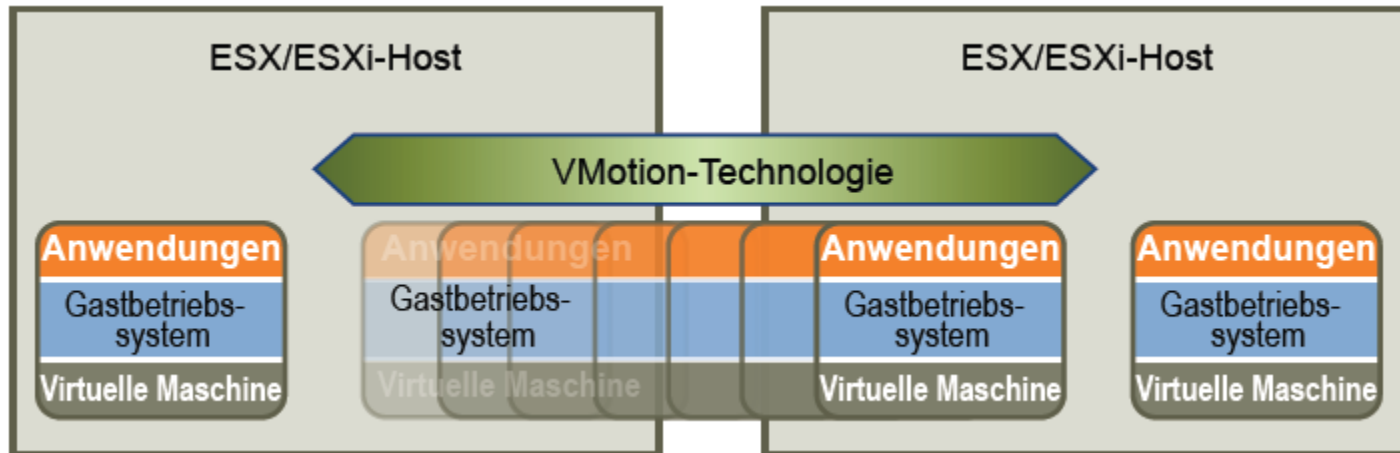 ESX/ESXi-Host
ESX/ESXi-Host
VMotion-Technologie
Anwendungen
Gastbetriebs-
system
Virtuelle Maschine
Anwendungen
Gastbetriebs-
system
Virtuelle Maschine
Anwendungen
Gastbetriebs-
system
Virtuelle Maschine
Anwendungen
Gastbetriebs-
system
Virtuelle Maschine